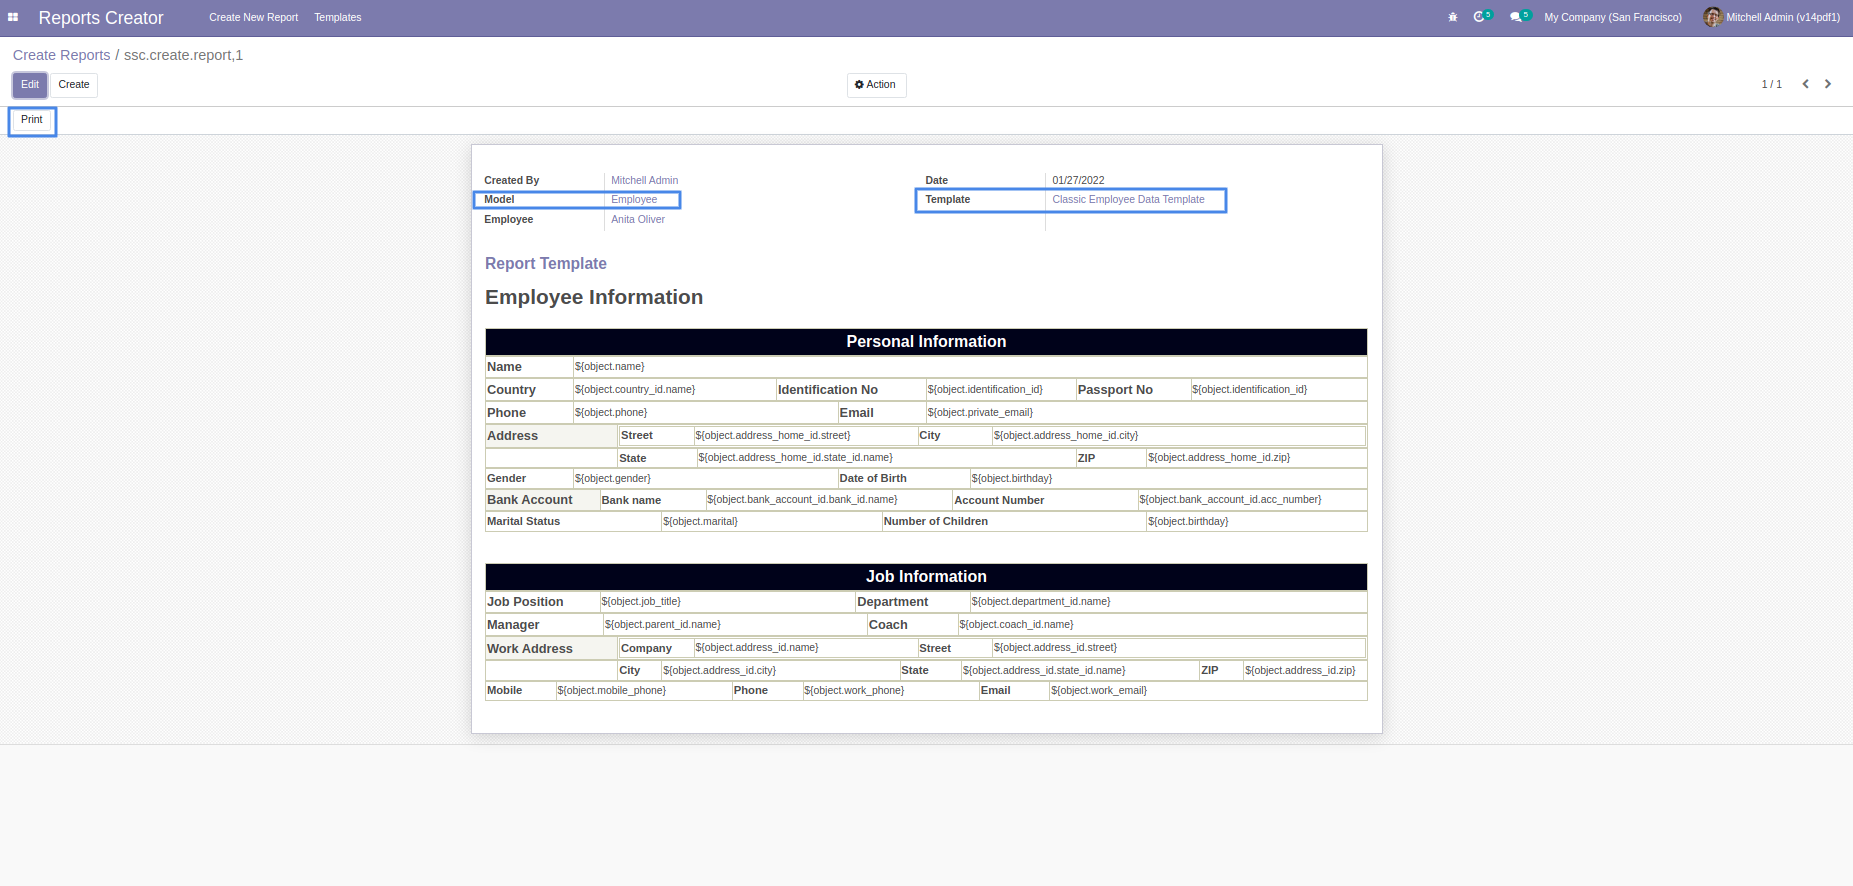 Reports Creator Create New Report Templates 5 5 My Company (San Francisco) Mitchell Admin (v14pdf1)
Create Reports / ssc.create.report,1
Edit Create Action 1 / 1
Print
Created By Mitchell Admin Date 01/27/2022
Model Employee Template Classic Employee Data Template
Employee Anita Oliver
Report Template
Employee Information
Personal Information
Name ${object.name}
Country ${object.country_id.name} Identification No ${object.identification_id} Passport No ${object.identification_id}
Phone ${object.phone} Email ${object.private_email}
Address Street ${object.address_home_id.street} City ${object.address_home_id.city}
State ${object.address_home_id.state_id.name} ZIP ${object.address_home_id.zip}
Gender ${object.gender} Date of Birth ${object.birthday}
Bank Account Bank name ${object.bank_account_id.bank_id.name} Account Number ${object.bank_account_id.acc_number}
Marital Status ${object.marital} Number of Children ${object.birthday}
Job Information
Job Position ${object.job_title} Department ${object.department_id.name}
Manager ${object.parent_id.name} Coach ${object.coach_id.name}
Work Address Company ${object.address_id.name} Street ${object.address_id.street}
City ${object.address_id.city} State ${object.address_id.state_id.name} ZIP ${object.address_id.zip}
Mobile ${object.mobile_phone} Phone ${object.work_phone} Email ${object.work_email}